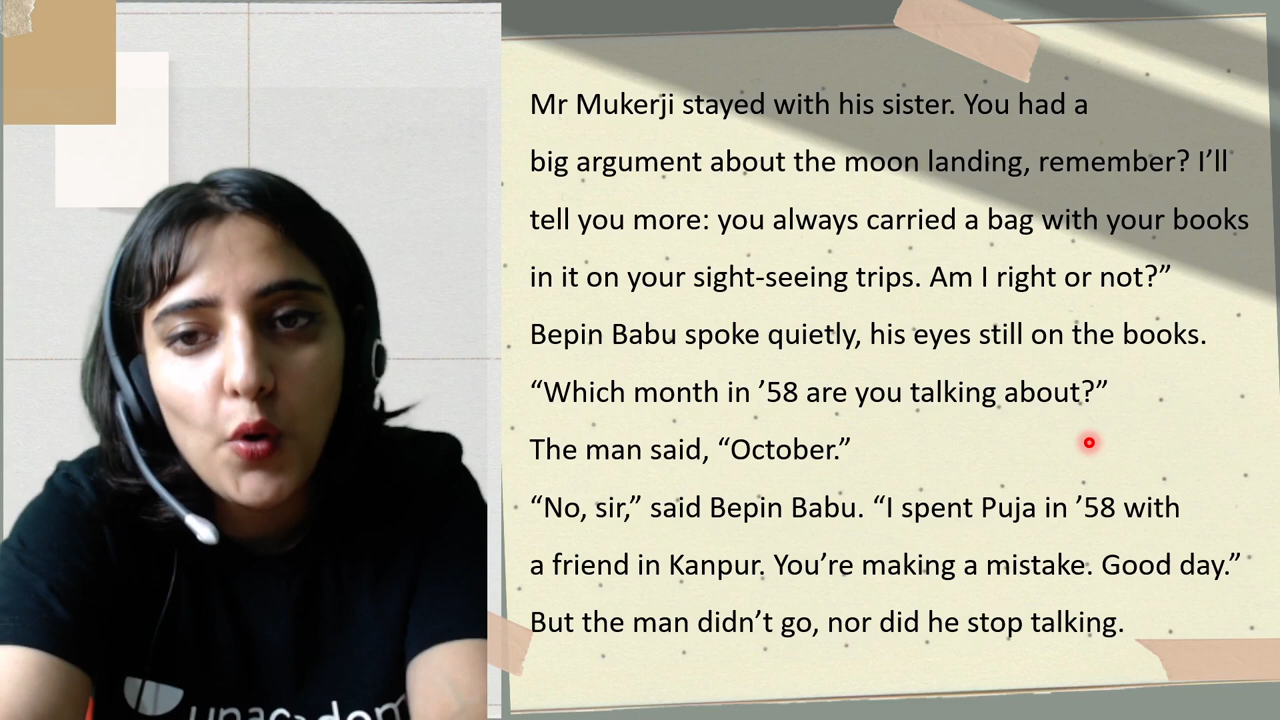 Mr Mukerji stayed with his sister. You had a
big argument about the moon landing, remember? I’ll
tell you more: you always carried a bag with your books
in it on your sight-seeing trips. Am I right or not?”
Bepin Babu spoke quietly, his eyes still on the books.
“Which month in ’58 are you talking about?”
The man said, “October.”
“No, sir,” said Bepin Babu. “I spent Puja in ’58 with
a friend in Kanpur. You’re making a mistake. Good day.”
But the man didn’t go, nor did he stop talking.